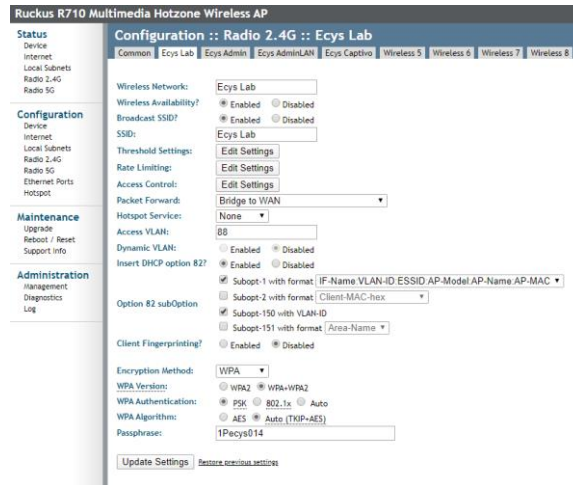 Ruckus R710 Multimedia Hotzone Wireless AP
Status
Device
Internet
Local Subnets
Radio 2.4G
Radio 5G
Configuration
Device
Internet
Local Subnets
Radio 2.4G
Radio 5G
Ethernet Ports
Hotspot
Maintenance
Upgrade
Reboot / Reset
Support Info
Administration
Management
Diagnostics
Log
Configuration :: Radio 2.4G :: Ecys Lab
Common Ecys Lab Ecys Admin Ecys AdminLAN Ecys Captivo Wireless 5 Wireless 6 Wireless 7 Wireless 8
Wireless Network: Ecys Lab
Wireless Availability? Enabled Disabled
Broadcast SSID? Enabled Disabled
SSID: Ecys Lab
Threshold Settings: Edit Settings
Rate Limiting: Edit Settings
Access Control: Edit Settings
Packet Forward: Bridge to WAN
Hotspot Service: None
Access VLAN: 88
Dynamic VLAN: Enabled Disabled
Insert DHCP option 82? Enabled Disabled
Option 82 subOption
Subopt-1 with format IF-Name:VLAN-ID:ESSID:AP-Model:AP-Name:AP-MAC
Subopt-2 with format Client-MAC-hex
Subopt-150 with VLAN-ID
Subopt-151 with format Area-Name
Client Fingerprinting? Enabled Disabled
Encryption Method: WPA
WPA Version: WPA2 WPA+WPA2
WPA Authentication: PSK 802.1x Auto
WPA Algorithm: AES Auto (TKIP+AES)
Passphrase: 1Pecys014
Update Settings Restore previous settings